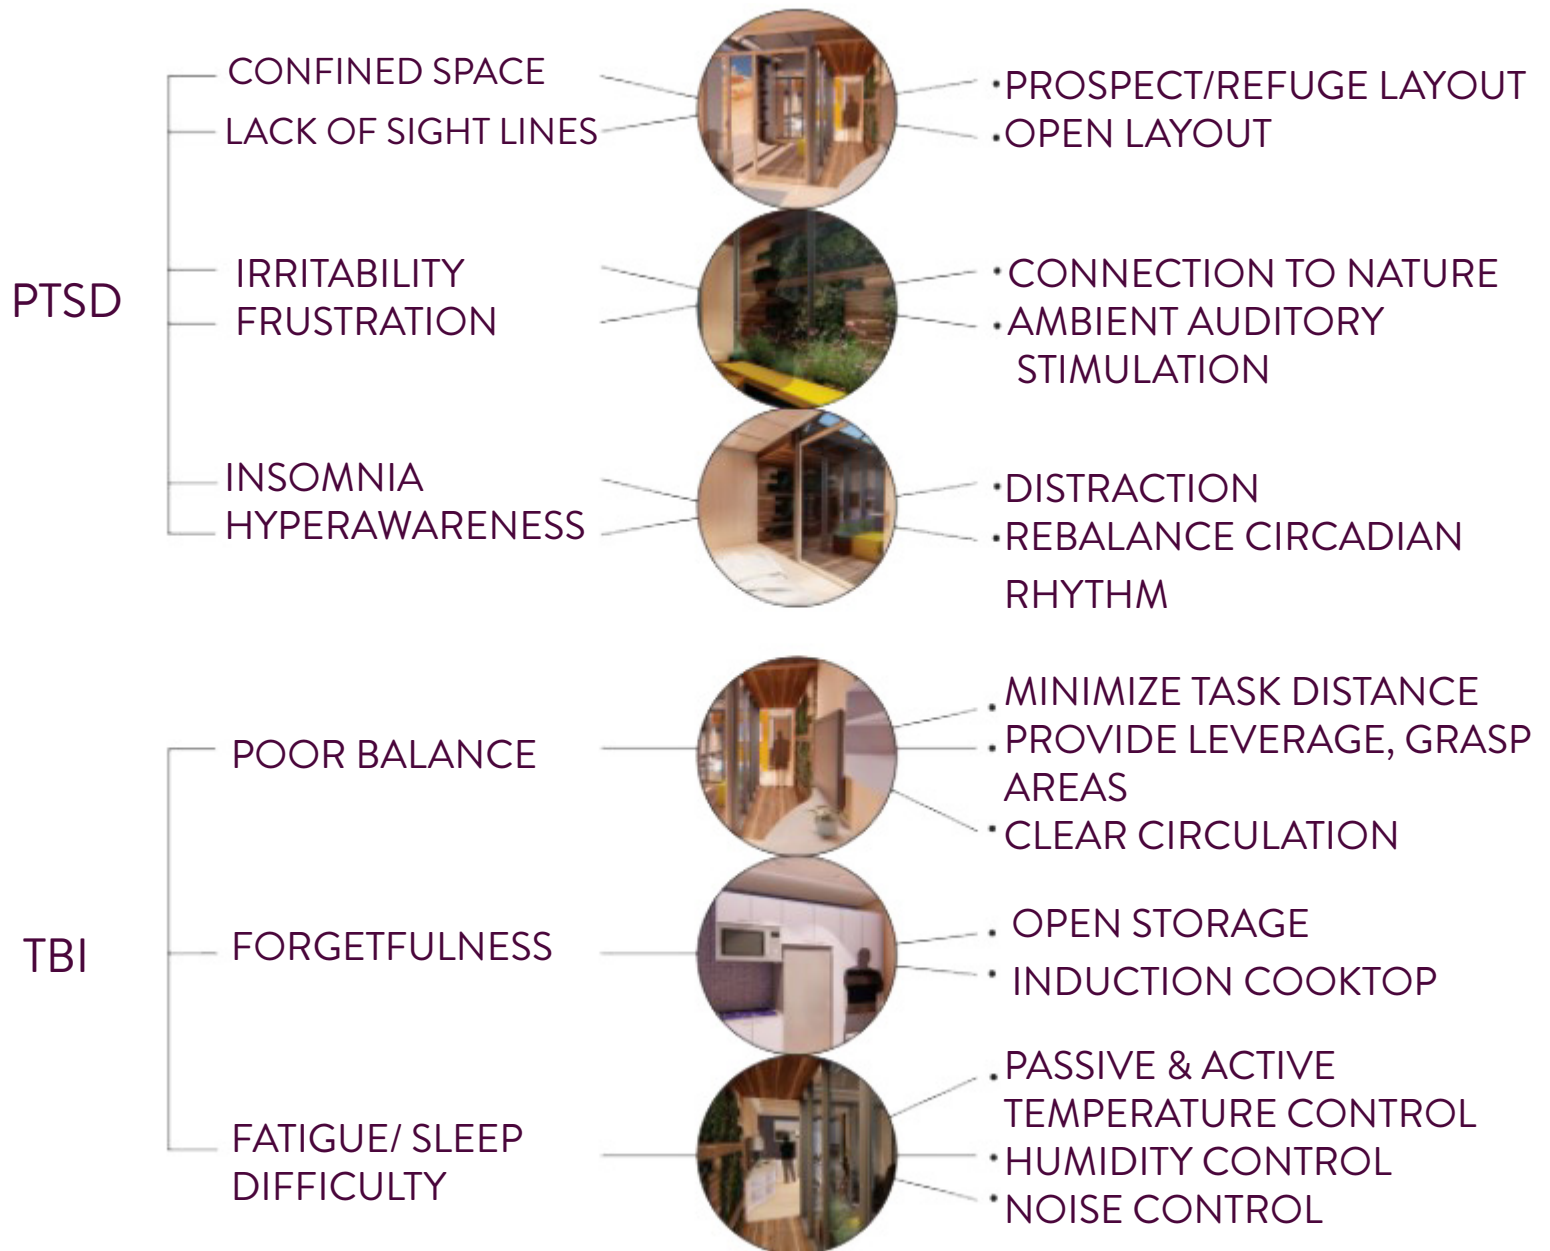 PTSD
CONFINED SPACE
LACK OF SIGHT LINES
PROSPECT/REFUGE LAYOUT
OPEN LAYOUT
IRRITABILITY
FRUSTRATION
CONNECTION TO NATURE
AMBIENT AUDITORY
STIMULATION
INSOMNIA
HYPERAWARENESS
DISTRACTION
REBALANCE CIRCADIAN
RHYTHM
TBI
POOR BALANCE
MINIMIZE TASK DISTANCE
PROVIDE LEVERAGE, GRASP
AREAS
CLEAR CIRCULATION
FORGETFULNESS
OPEN STORAGE
INDUCTION COOKTOP
FATIGUE/ SLEEP
DIFFICULTY
PASSIVE & ACTIVE
TEMPERATURE CONTROL
HUMIDITY CONTROL
NOISE CONTROL